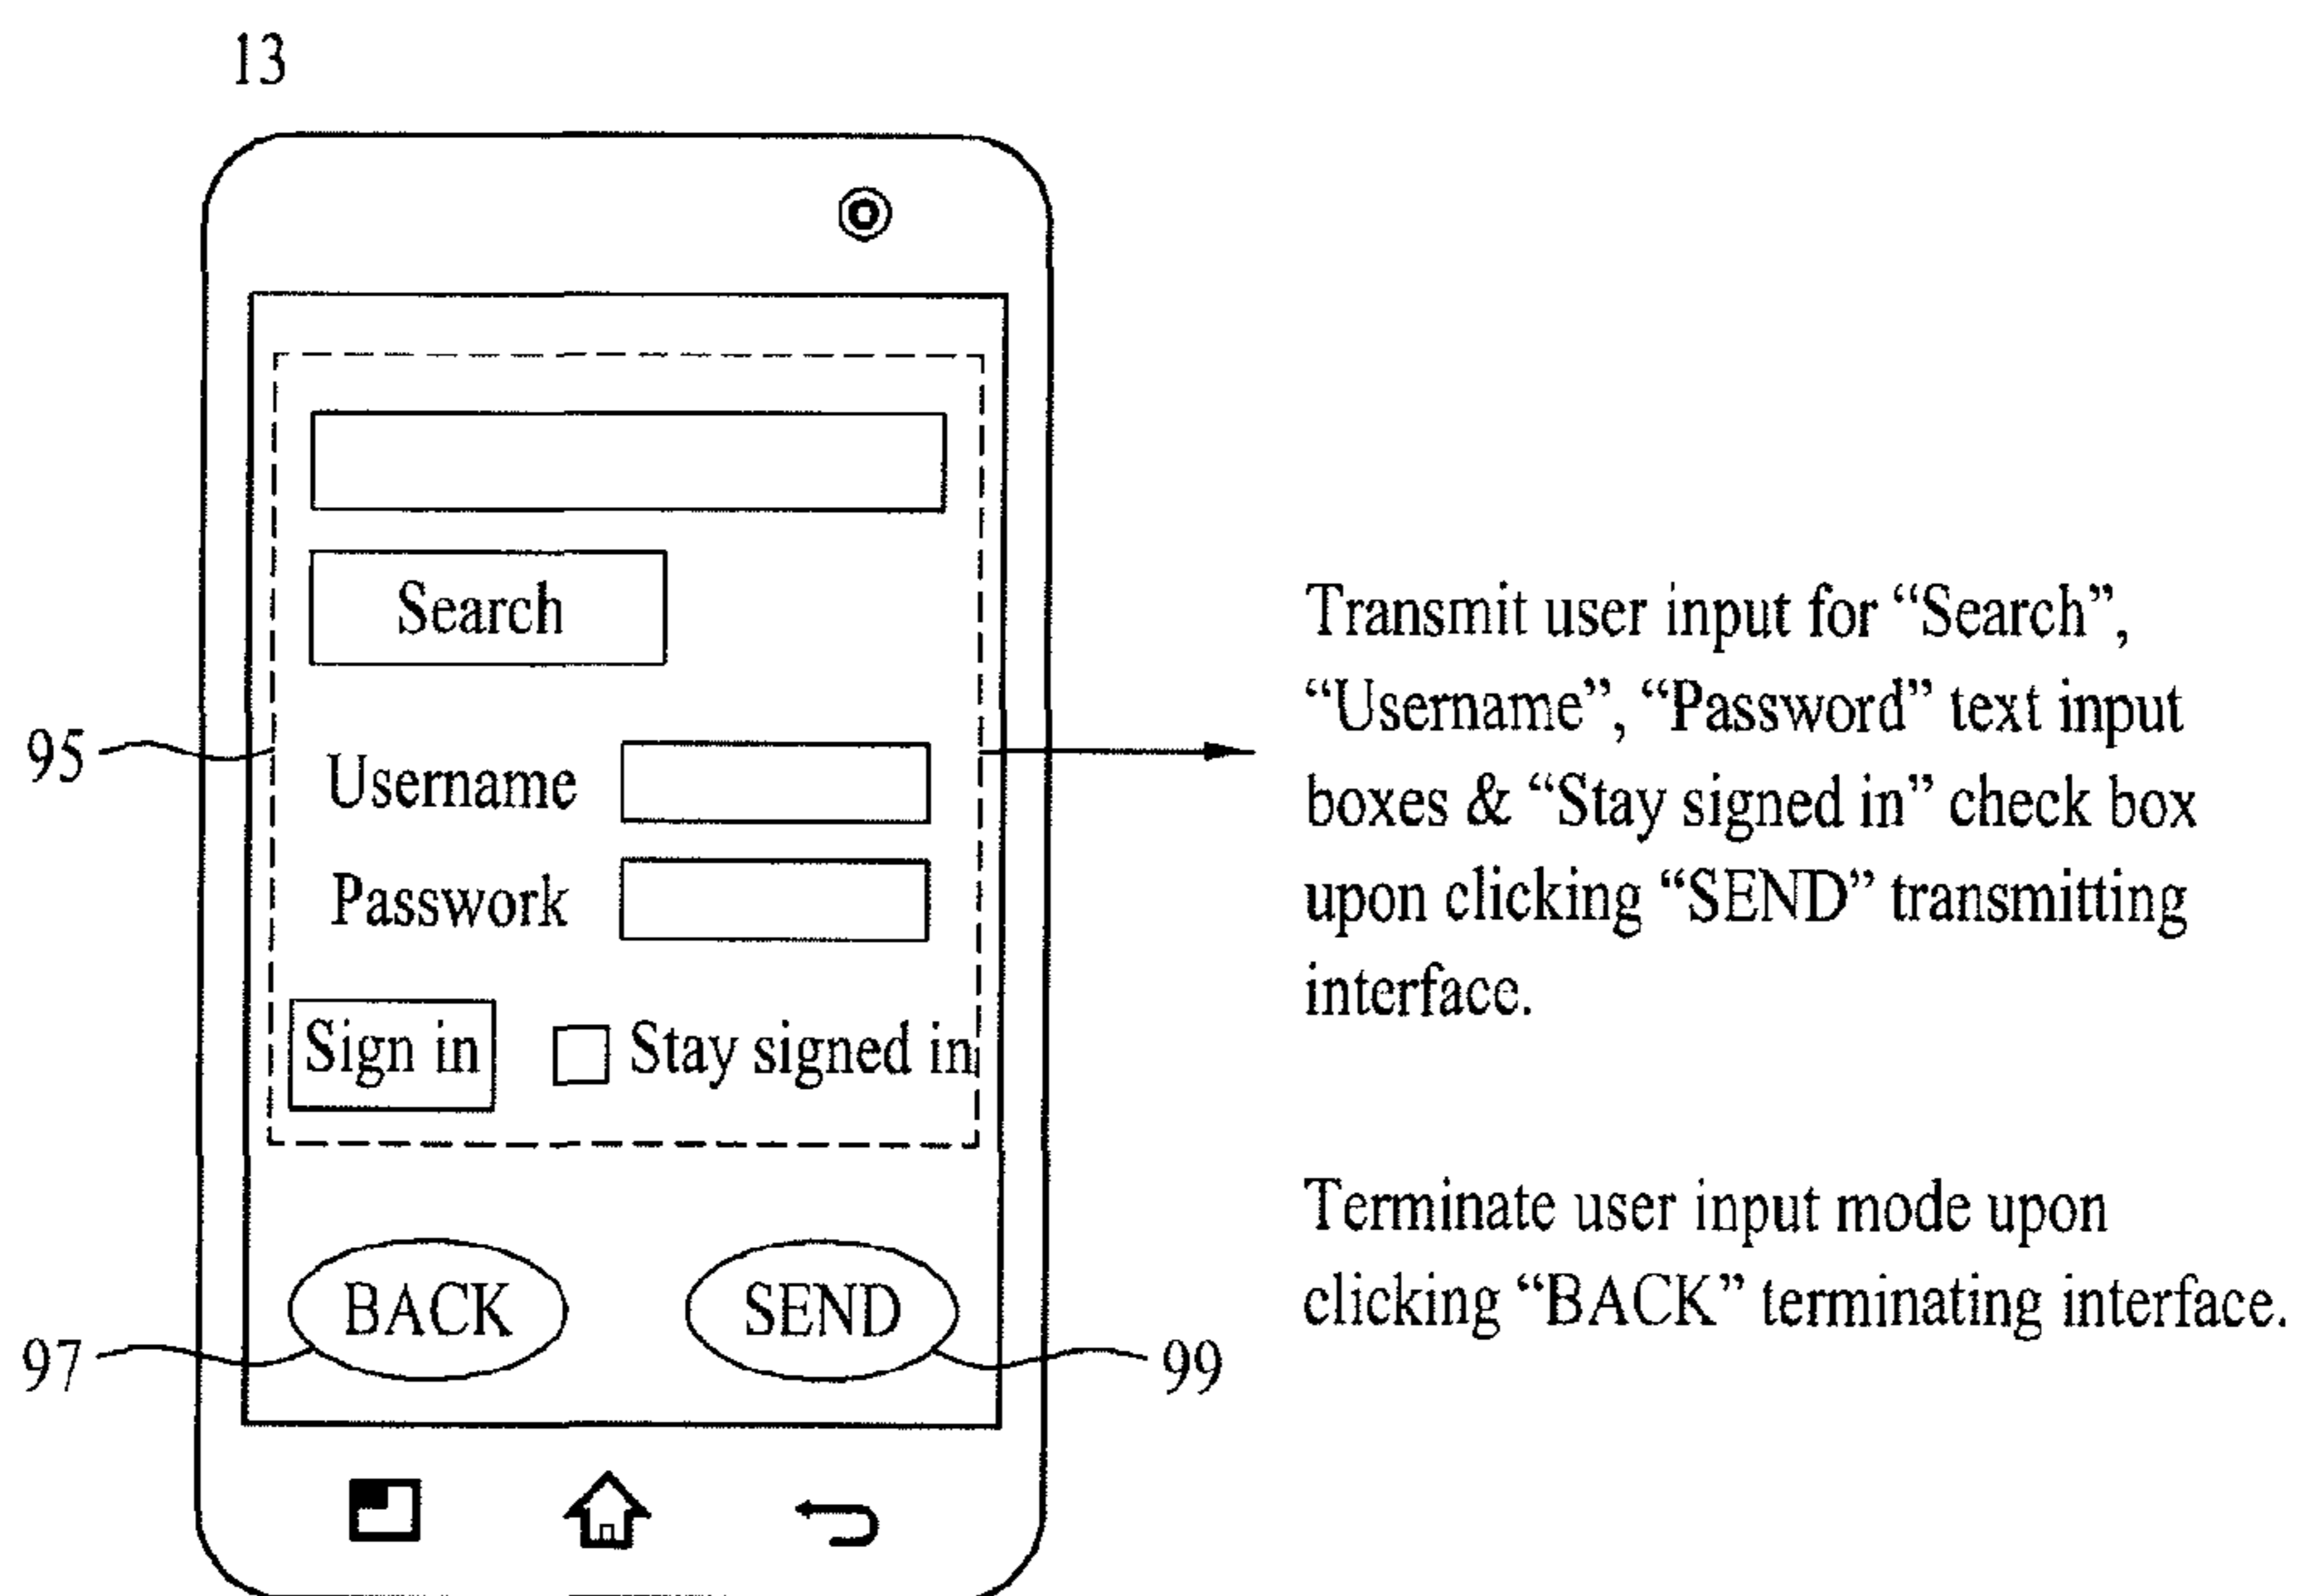 13
Search
95
Username
Passwork
Sign in
Stay signed in
BACK
SEND
97
99
Transmit user input for “Search”,
“Username”, “Password” text input
boxes & “Stay signed in” check box
upon clicking “SEND” transmitting
interface.
Terminate user input mode upon
clicking “BACK” terminating interface.